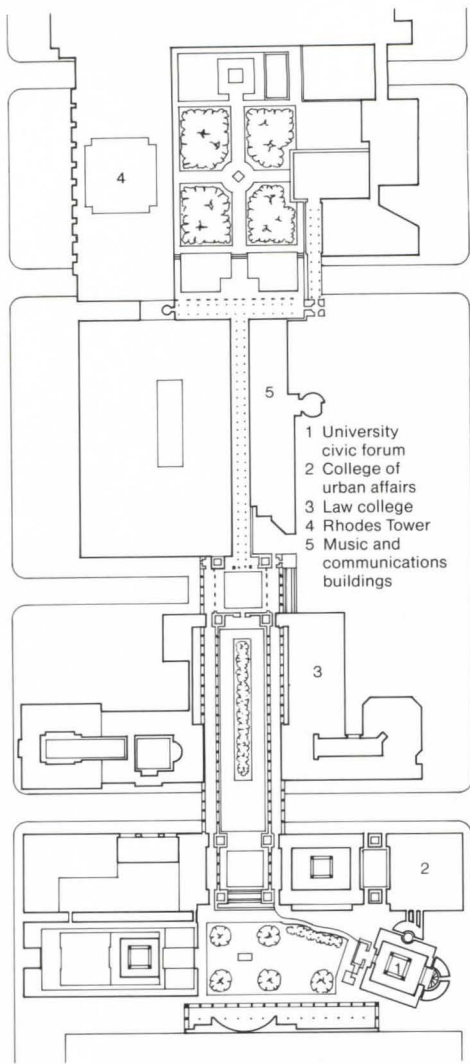 4
5
1 University
civic forum
2 College of
urban affairs
3 Law college
4 Rhodes Tower
5 Music and
communications
buildings
3
2
1